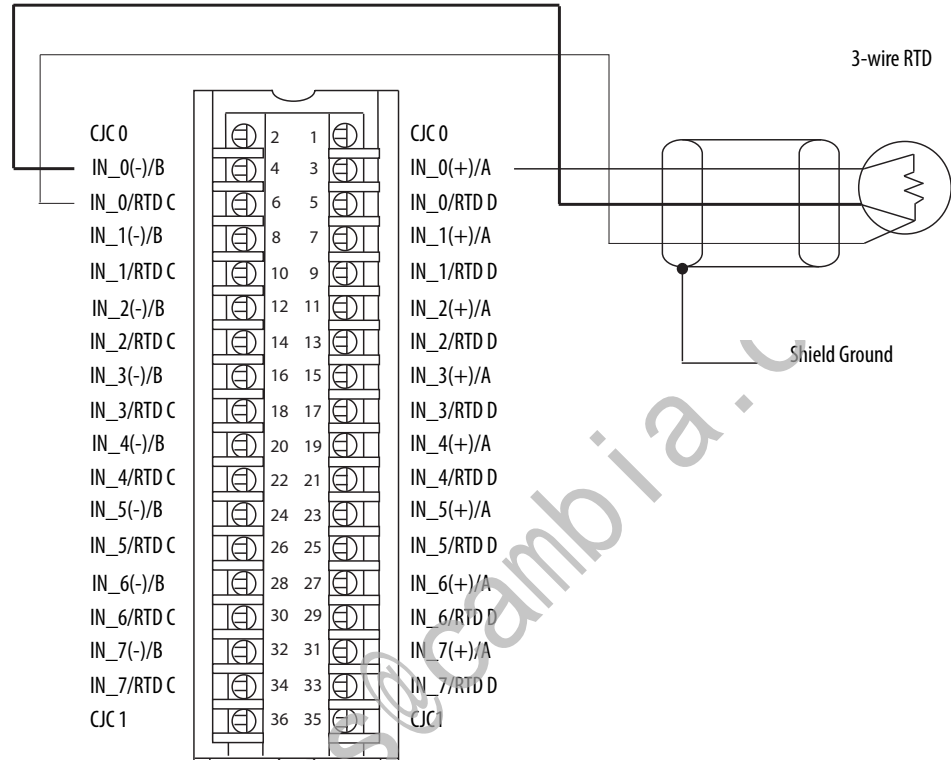 3-wire RTD
CJC 0 2 1 CJC 0
IN_0(-)/B 4 3 IN_0(+)/A
IN_0/RTD C 6 5 IN_0/RTD D
IN_1(-)/B 8 7 IN_1(+)/A
IN_1/RTD C 10 9 IN_1/RTD D
IN_2(-)/B 12 11 IN_2(+)/A
IN_2/RTD C 14 13 IN_2/RTD D
Shield Ground
IN_3(-)/B 16 15 IN_3(+)/A
IN_3/RTD C 18 17 IN_3/RTD D
IN_4(-)/B 20 19 IN_4(+)/A
IN_4/RTD C 22 21 IN_4/RTD D
IN_5(-)/B 24 23 IN_5(+)/A
IN_5/RTD C 26 25 IN_5/RTD D
IN_6(-)/B 28 27 IN_6(+)/A
IN_6/RTD C 30 29 IN_6/RTD D
IN_7(-)/B 32 31 IN_7(+)/A
IN_7/RTD C 34 33 IN_7/RTD D
CJC 1 36 35 CJC1
s@cambia.c